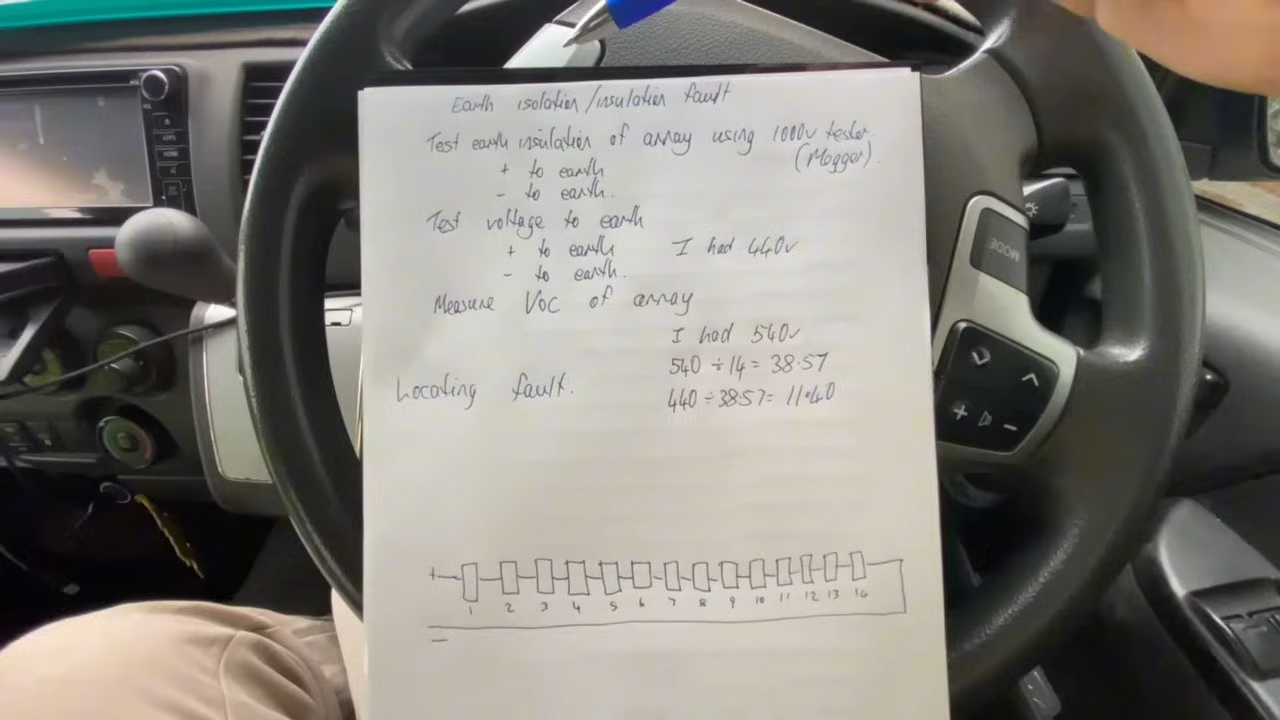 Earth isolation/insulation fault
Test earth insulation of array using 1000v tester
(Meggar).
+ to earth
- to earth.
Test voltage to earth
+ to earth I had 440v
- to earth.
Measure Voc of array
I had 540v
540 ÷ 14 = 38.57
Locating fault. 440 ÷ 38.57 = 11.40
+
1 2 3 4 5 6 7 8 9 10 11 12 13 14
-
MODE
+ -